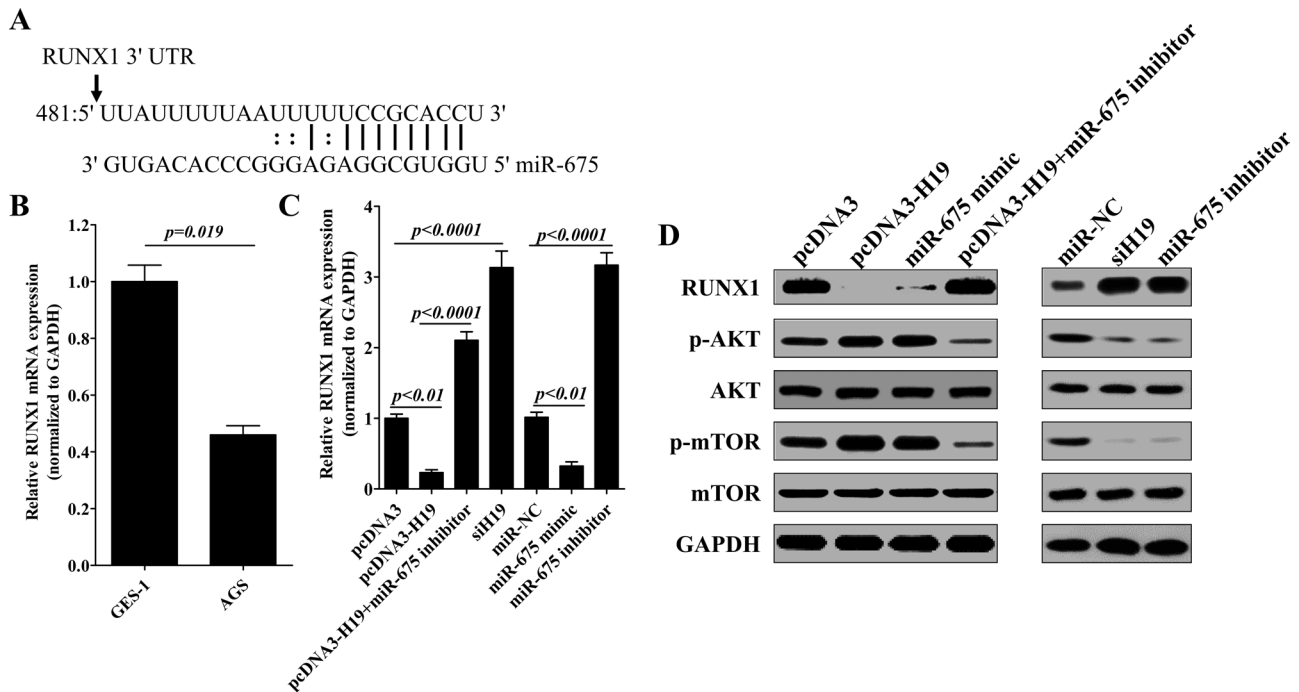 A
RUNX1 3' UTR
481:5' UUAUUUUUAAUUUUUCCGCACCU 3'
3' GUGACACCCGGGAGAGGCGUGGU 5' miR-675
B
Relative RUNX1 mRNA expression
(normalized to GAPDH)
1.2
1.0
0.8
0.6
0.4
0.2
0.0
p=0.019
GES-1
AGS
C
Relative RUNX1 mRNA expression
(normalized to GAPDH)
4
3
2
1
0
p<0.0001
p<0.0001
p<0.0001
p<0.01
p<0.01
pcDNA3
pcDNA3-H19
pcDNA3-H19+miR-675 inhibitor
siH19
miR-NC
miR-675 mimic
miR-675 inhibitor
D
pcDNA3
pcDNA3-H19
miR-675 mimic
pcDNA3-H19+miR-675 inhibitor
miR-NC
siH19
miR-675 inhibitor
RUNX1
p-AKT
AKT
p-mTOR
mTOR
GAPDH